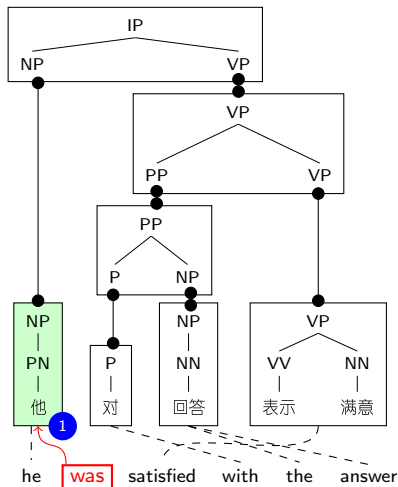 IP
NP VP
VP
PP VP
PP
P NP
NP NP VP
PN P NN VV NN
他 对 回答 表示 满意
1
he was satisfied with the answer